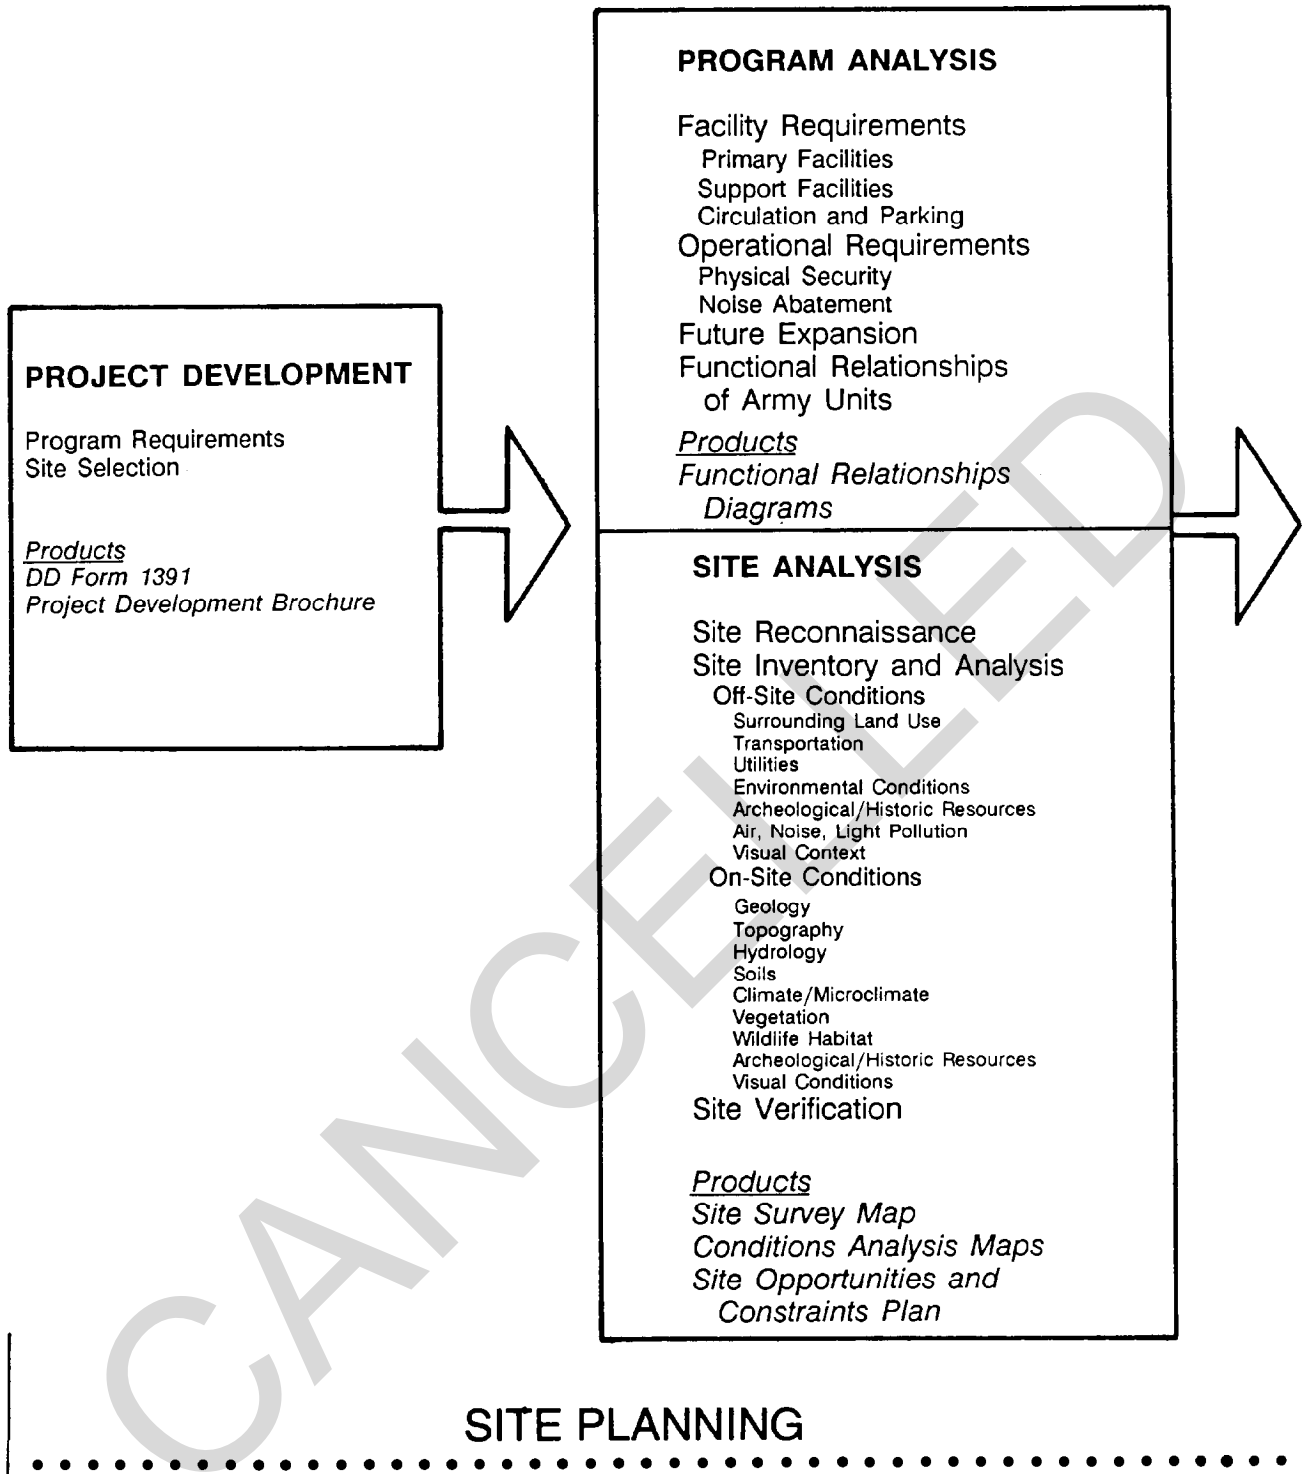 PROJECT DEVELOPMENT
Program Requirements
Site Selection
Products
DD Form 1391
Project Development Brochure
PROGRAM ANALYSIS
Facility Requirements
Primary Facilities
Support Facilities
Circulation and Parking
Operational Requirements
Physical Security
Noise Abatement
Future Expansion
Functional Relationships
of Army Units
Products
Functional Relationships
Diagrams
SITE ANALYSIS
Site Reconnaissance
Site Inventory and Analysis
Off-Site Conditions
Surrounding Land Use
Transportation
Utilities
Environmental Conditions
Archeological/Historic Resources
Air, Noise, Light Pollution
Visual Context
On-Site Conditions
Geology
Topography
Hydrology
Soils
Climate/Microclimate
Vegetation
Wildlife Habitat
Archeological/Historic Resources
Visual Conditions
Site Verification
Products
Site Survey Map
Conditions Analysis Maps
Site Opportunities and
Constraints Plan
SITE PLANNING
CANCELLED